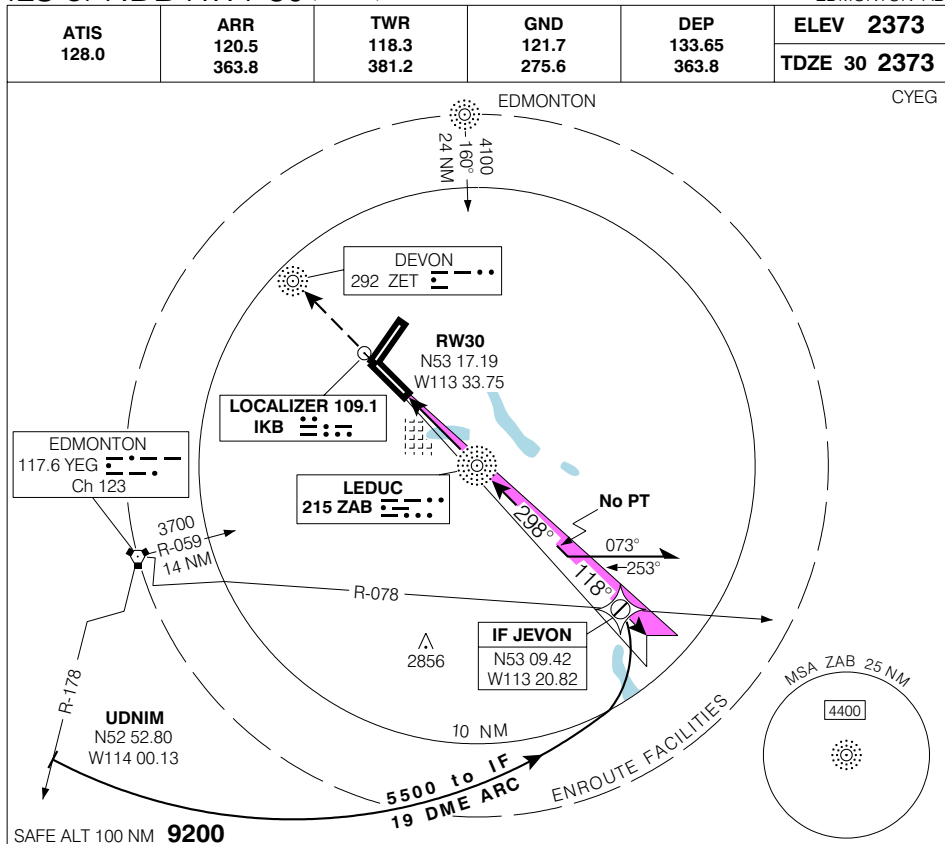 ATIS
128.0
ARR
120.5
363.8
TWR
118.3
381.2
GND
121.7
275.6
DEP
133.65
363.8
ELEV 2373
TDZE 30 2373
CYEG
EDMONTON
4100
160°
24 NM
DEVON
292 ZET
RW30
N53 17.19
W113 33.75
LOCALIZER 109.1
IKB
EDMONTON
117.6 YEG
Ch 123
LEDUC
215 ZAB
No PT
298°
073°
253°
118°
3700
R-059
14 NM
R-078
IF JEVON
N53 09.42
W113 20.82
2856
R-178
UDNIM
N52 52.80
W114 00.13
10 NM
MSA ZAB 25 NM
4400
5500 to IF
19 DME ARC
ENROUTE FACILITIES
SAFE ALT 100 NM 9200